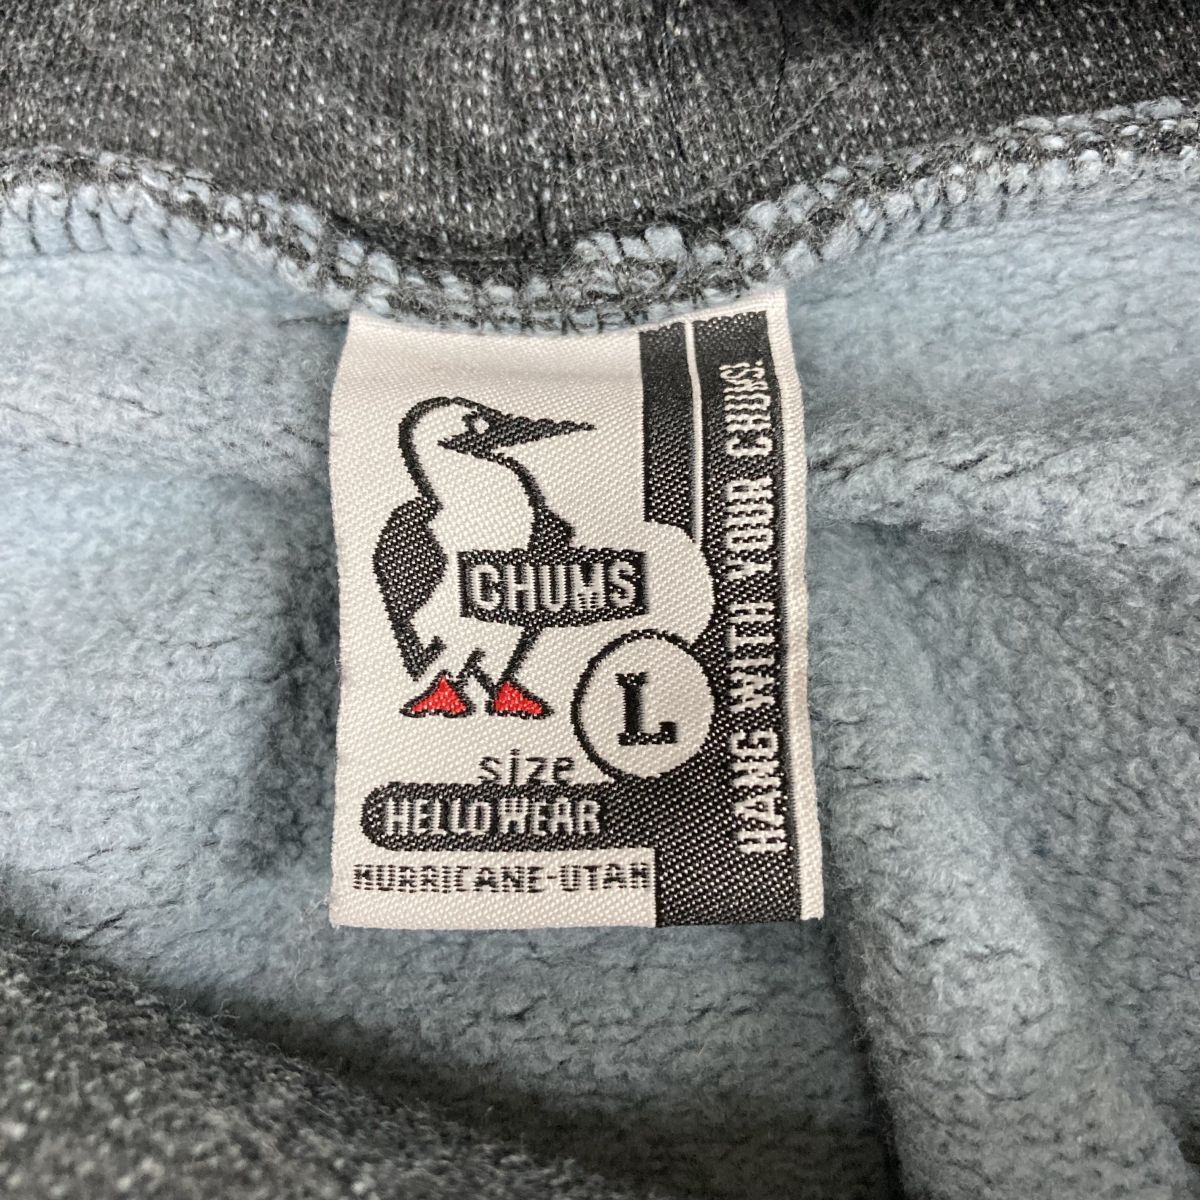 CHUMS
L
size
HELLO WEAR
HURRICANE-UTAH
HANG WITH YOUR CHUMS!